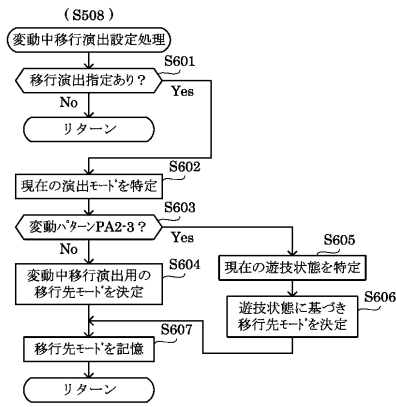 (S508)
変動中移行演出設定処理
S601
移行演出指定あり？
No
Yes
リターン
S602
現在の演出モードを特定
S603
変動パターンPA2-3？
No
Yes
S604
変動中移行演出用の
移行先モードを決定
S605
現在の遊技状態を特定
S606
遊技状態に基づき
移行先モードを決定
S607
移行先モードを記憶
リターン